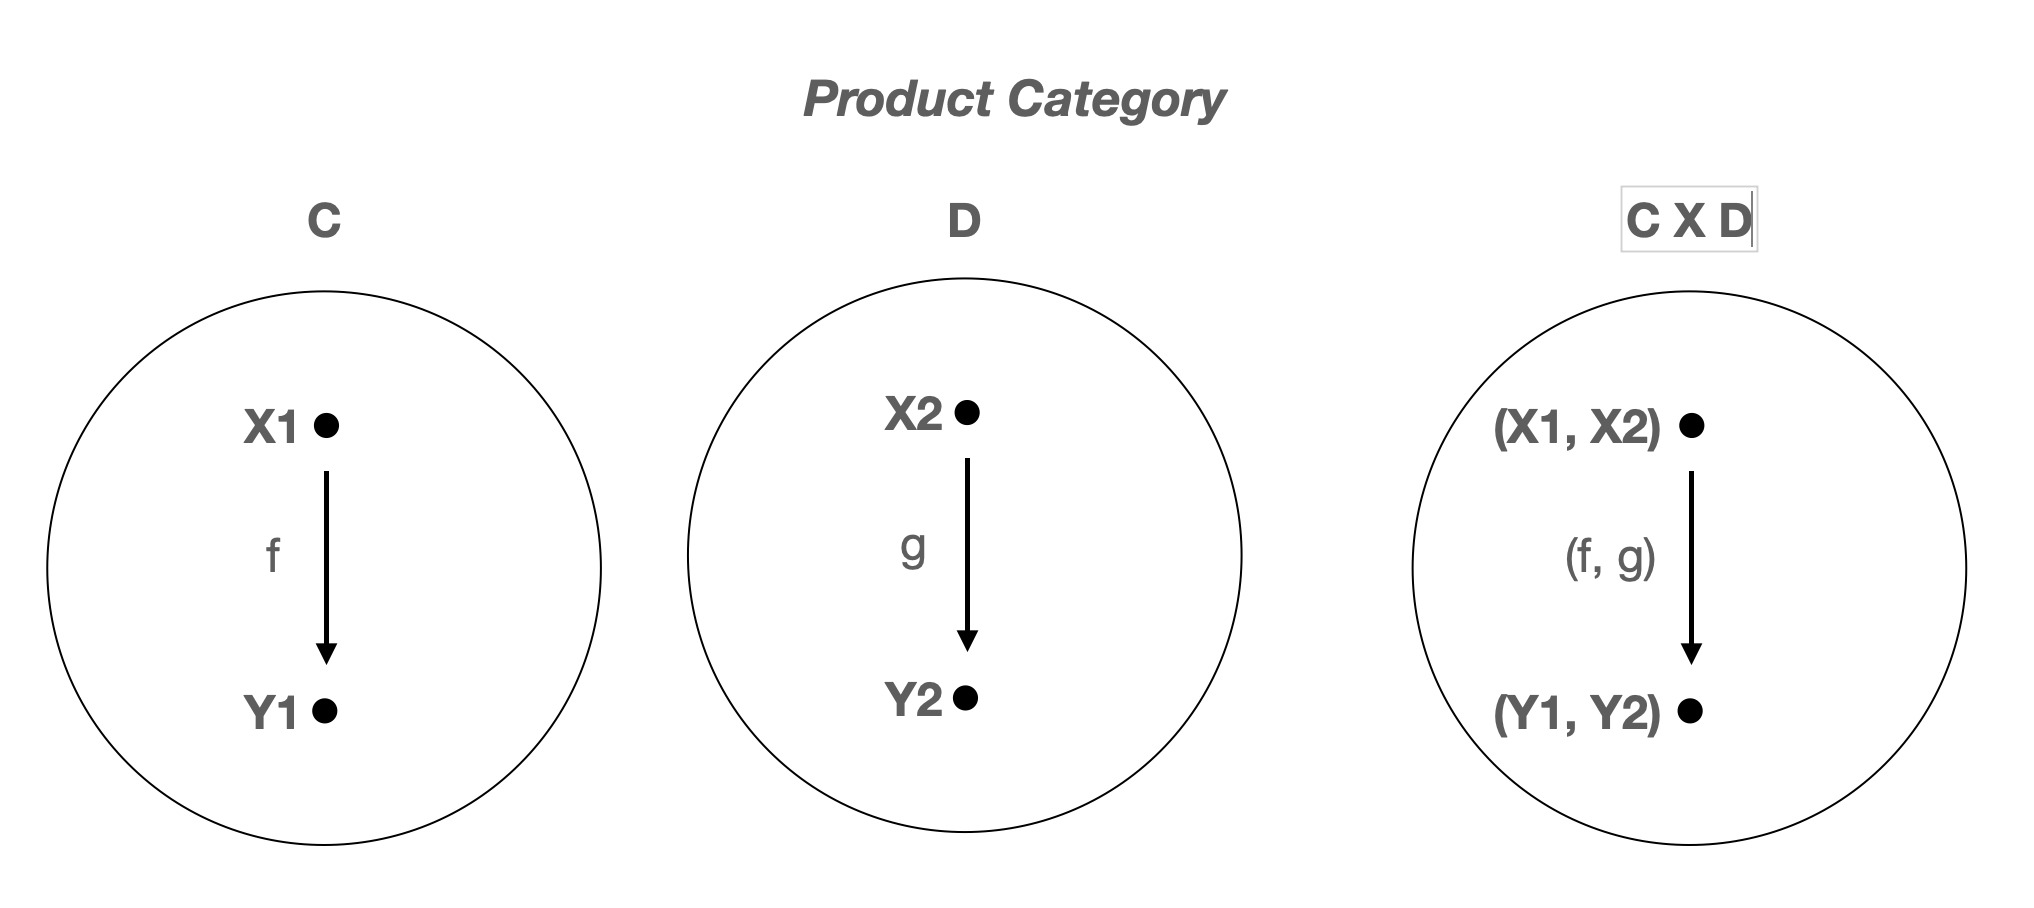 Product Category
C
D
C X D
X1
f
Y1
X2
g
Y2
(X1, X2)
(f, g)
(Y1, Y2)